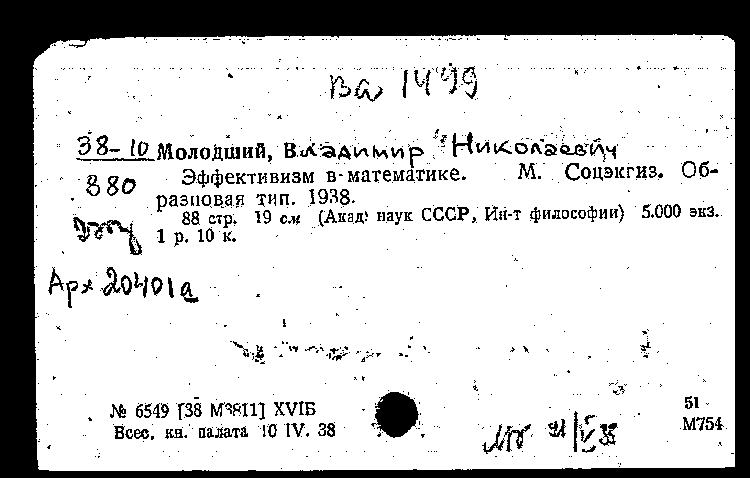 Ва 1499
38-10 Молодший, Владимир Николаевич
880 Эффективизм в математике. М. Соцэкгиз. Об-
разцовая тип. 1938.
88 стр. 19 см (Акад. наук СССР, Ин-т философии) 5.000 экз.
1 р. 10 к.
Арх 20401а
№ 6549 [38 М3811] XVIБ
Всес. кн. палата 10 IV. 38
51
М754